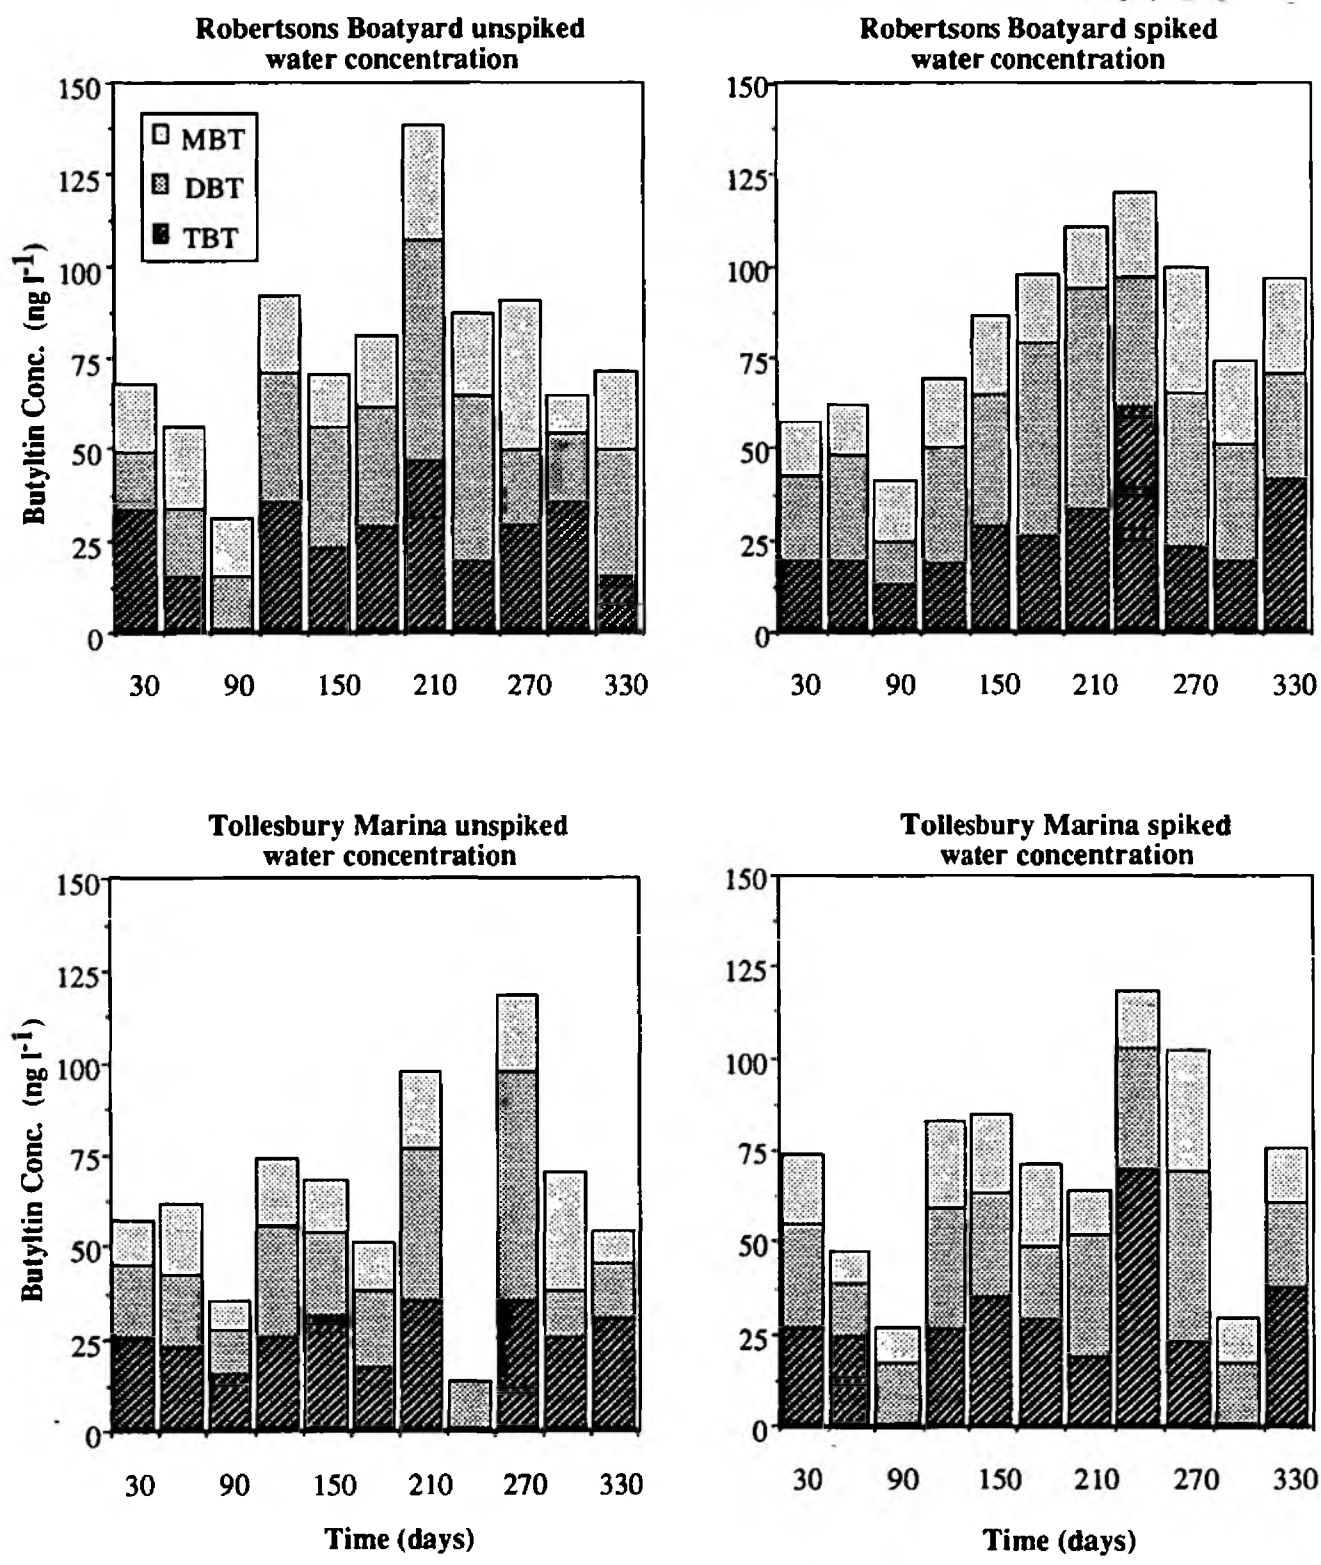 Robertsons Boatyard unspiked
water concentration
150
125
100
75
50
25
0
Butyltin Conc. (ng l-1)
MBT
DBT
TBT
30 90 150 210 270 330
Robertsons Boatyard spiked
water concentration
150
125
100
75
50
25
0
30 90 150 210 270 330
Tollesbury Marina unspiked
water concentration
150
125
100
75
50
25
0
Butyltin Conc. (ng l-1)
30 90 150 210 270 330
Time (days)
Tollesbury Marina spiked
water concentration
150
125
100
75
50
25
0
30 90 150 210 270 330
Time (days)